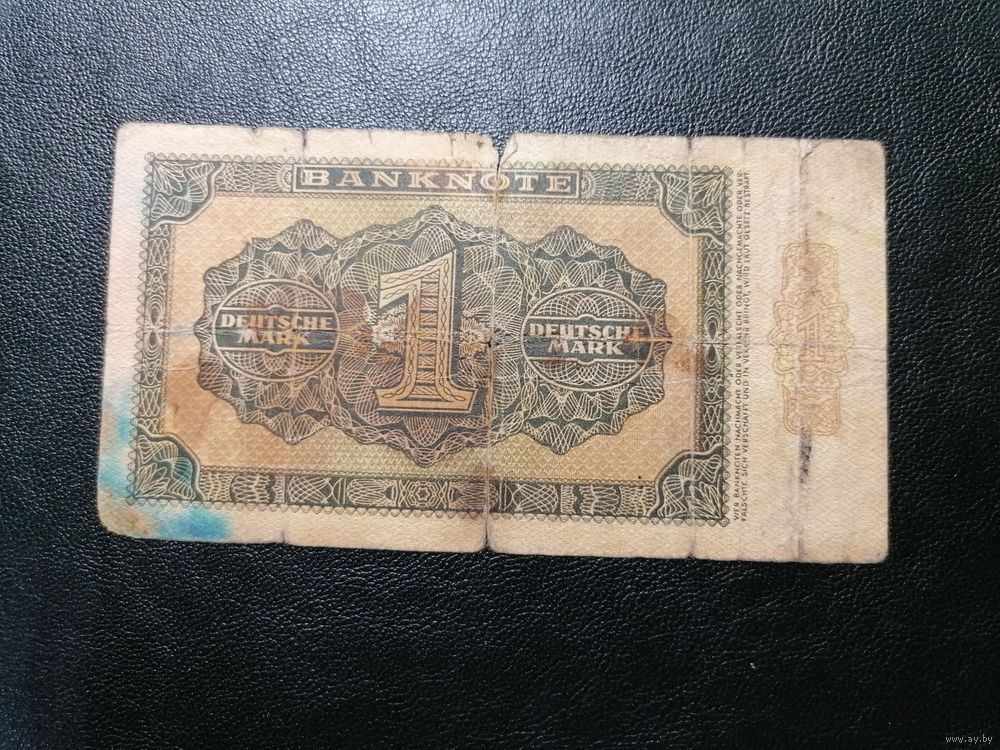 BANKNOTE
DEUTSCHE
MARK
1
DEUTSCHE
MARK
WER BANKNOTEN NACHMACHT ODER VERFÄLSCHT ODER NACHGEMACHTE ODER VER-
FÄLSCHTE SICH VERSCHAFFT UND IN VERKEHR BRINGT, WIRD LAUT GESETZ BESTRAFT.
1
www.ay.by